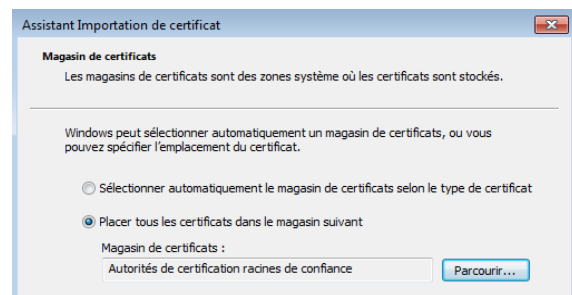 Assistant Importation de certificat
Magasin de certificats
Les magasins de certificats sont des zones système où les certificats sont stockés.
Windows peut sélectionner automatiquement un magasin de certificats, ou vous
pouvez spécifier l'emplacement du certificat.
Sélectionner automatiquement le magasin de certificats selon le type de certificat
Placer tous les certificats dans le magasin suivant
Magasin de certificats :
Autorités de certification racines de confiance
Parcourir...